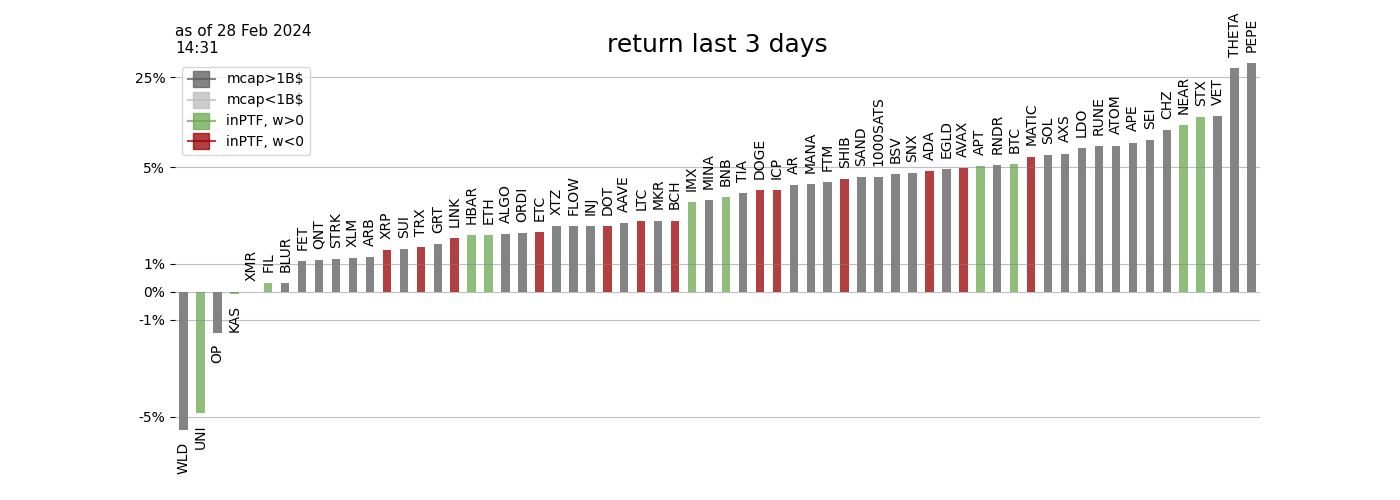 as of 28 Feb 2024
14:31
return last 3 days
mcap>1B$
mcap<1B$
inPTF, w>0
inPTF, w<0
25%
5%
1%
0%
-1%
-5%
WLD
UNI
OP
KAS
XMR
FIL
BLUR
FET
QNT
STRK
XLM
ARB
XRP
SUI
TRX
GRT
LINK
HBAR
ETH
ALGO
ORDI
ETC
XTZ
FLOW
INJ
DOT
AAVE
LTC
MKR
BCH
IMX
MINA
BNB
TIA
DOGE
ICP
AR
MANA
FTM
SHIB
SAND
1000SATS
BSV
SNX
ADA
EGLD
AVAX
APT
RNDR
BTC
MATIC
SOL
AXS
LDO
RUNE
ATOM
APE
SEI
CHZ
NEAR
STX
VET
THETA
PEPE